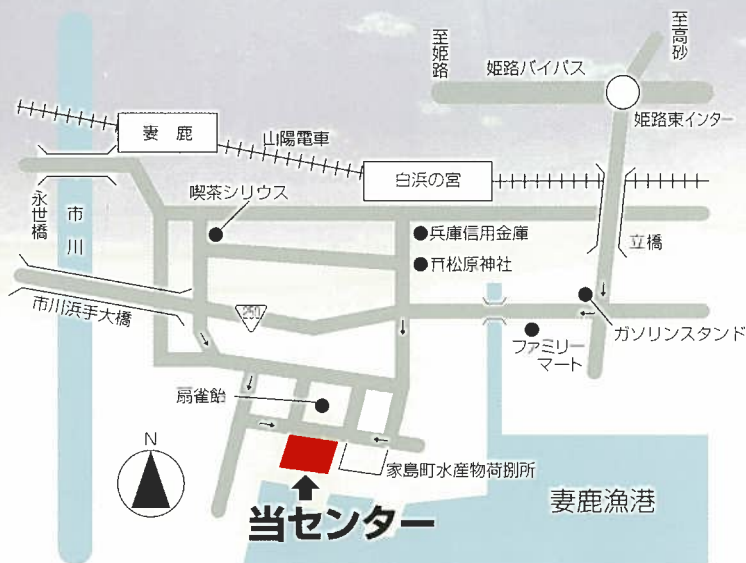 至姫路
至高砂
姫路バイパス
姫路東インター
妻鹿
山陽電車
白浜の宮
喫茶シリウス
永世橋
市川
兵庫信用金庫
松原神社
立橋
市川浜手大橋
250
ガソリンスタンド
ファミリー
マート
扇雀飴
N
家島町水産物荷捌所
妻鹿漁港
当センター